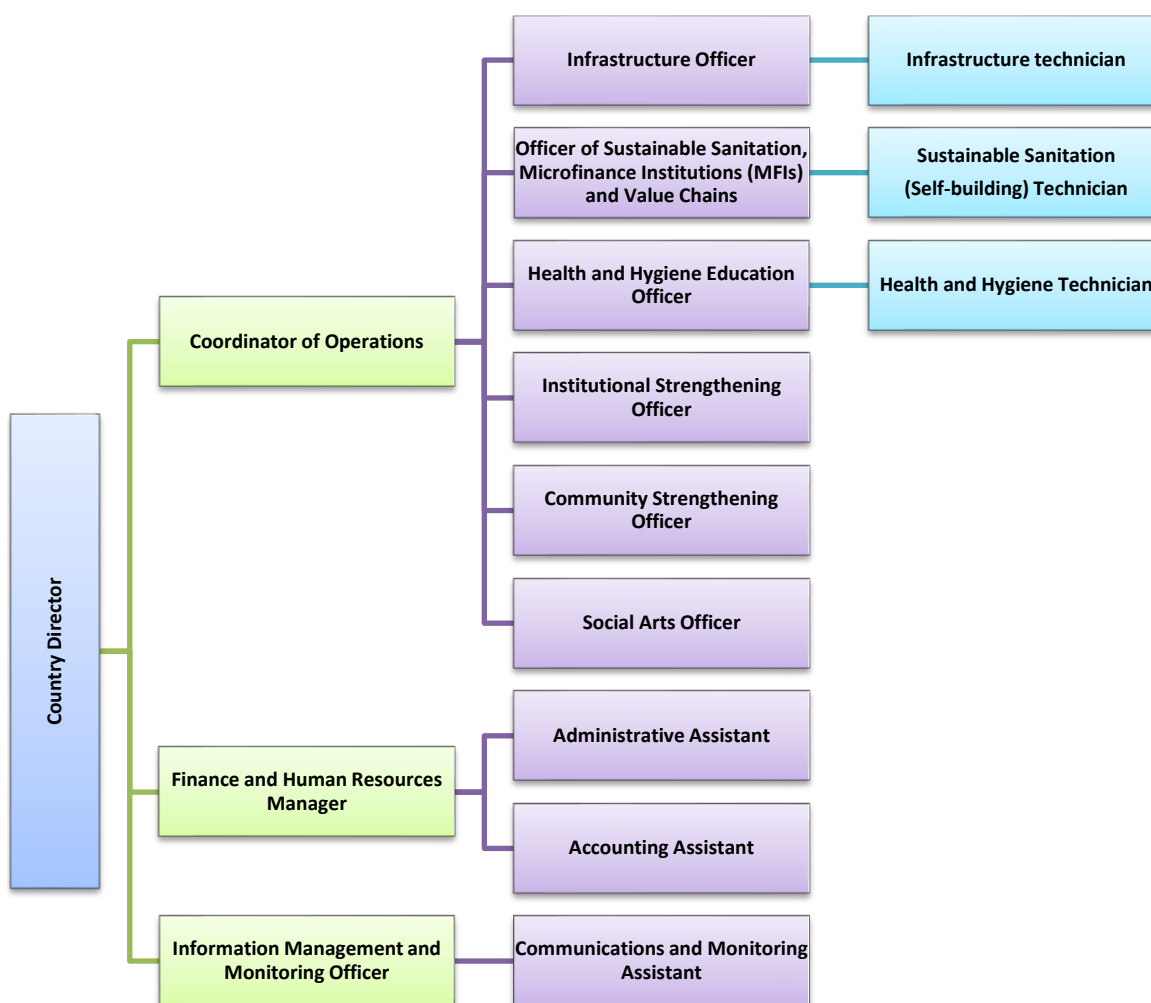 Country Director
Coordinator of Operations
Infrastructure Officer
Infrastructure technician
Officer of Sustainable Sanitation,
Microfinance Institutions (MFIs)
and Value Chains
Sustainable Sanitation
(Self-building) Technician
Health and Hygiene Education
Officer
Health and Hygiene Technician
Institutional Strengthening
Officer
Community Strengthening
Officer
Social Arts Officer
Finance and Human Resources
Manager
Administrative Assistant
Accounting Assistant
Information Management and
Monitoring Officer
Communications and Monitoring
Assistant